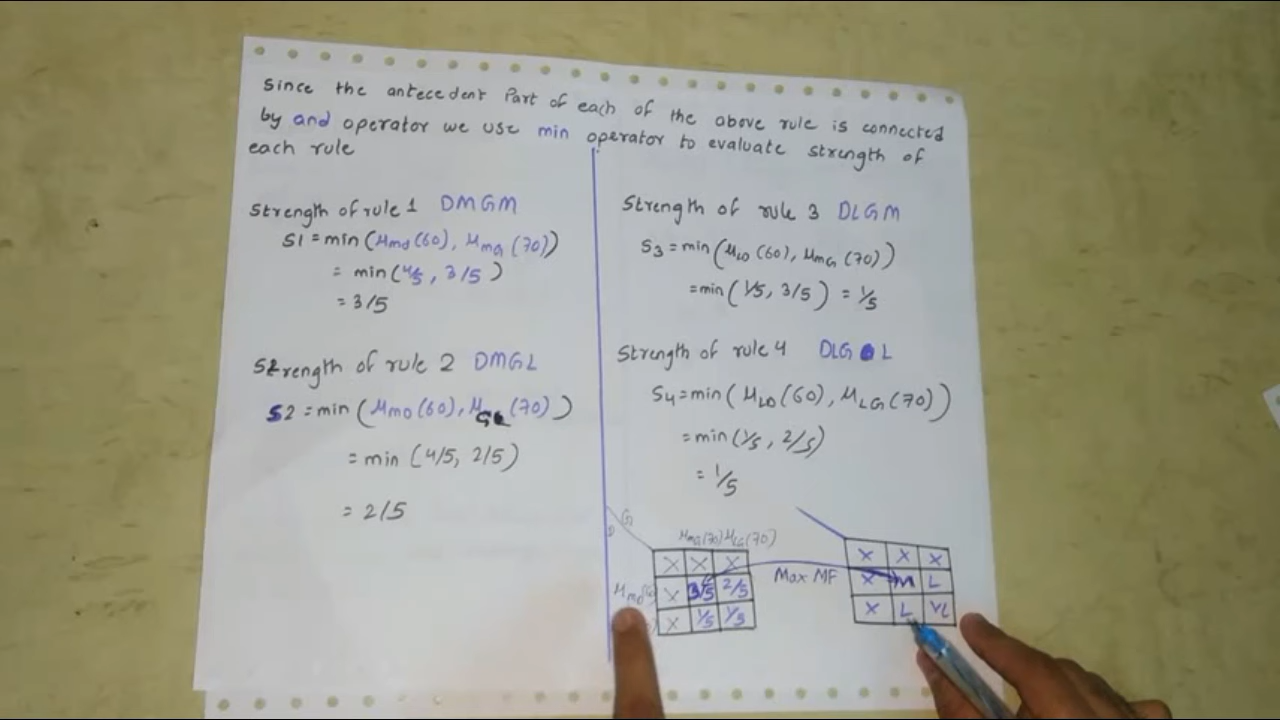 Since the antecedent Part of each of the above rule is connected
by and operator we use min operator to evaluate strength of
each rule
Strength of rule 1 DMGM
S1 = min (μmd(60), μmG(70))
= min (4/5, 3/5)
= 3/5
Strength of rule 2 DMGL
S2 = min (μmD(60), μGL(70))
= min (4/5, 2/5)
= 2/5
Strength of rule 3 DLGM
S3 = min (μLD(60), μmG(70))
= min (1/5, 3/5) = 1/5
Strength of rule 4 DLG L
S4 = min (μLD(60), μLG(70))
= min (1/5, 2/5)
= 1/5
G
D
μmG(70) μLG(70)
X X X
μmD X 3/5 2/5
X 1/5 1/5
Max MF
X X X
X M L
X L VL